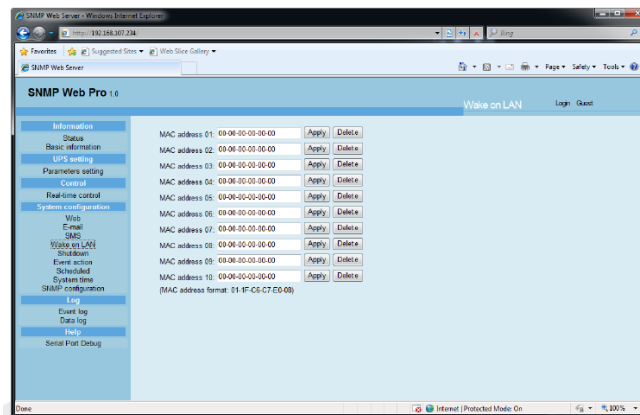 SNMP Web Server - Windows Internet Explorer
http://192.168.107.234
Bing
Favorites Suggested Sites Web Slice Gallery
SNMP Web Server
Page Safety Tools
SNMP Web Pro 1.0
Wake on LAN
Login Guest
Information
Status
Basic information
UPS setting
Parameters setting
Control
Real-time control
System configuration
Web
E-mail
SMS
Wake on LAN
Shutdown
Event action
Scheduled
System time
SNMP configuration
Log
Event log
Data log
Help
Serial Port Debug
MAC address 01: 00-00-00-00-00-00 Apply Delete
MAC address 02: 00-00-00-00-00-00 Apply Delete
MAC address 03: 00-00-00-00-00-00 Apply Delete
MAC address 04: 00-00-00-00-00-00 Apply Delete
MAC address 05: 00-00-00-00-00-00 Apply Delete
MAC address 06: 00-00-00-00-00-00 Apply Delete
MAC address 07: 00-00-00-00-00-00 Apply Delete
MAC address 08: 00-00-00-00-00-00 Apply Delete
MAC address 09: 00-00-00-00-00-00 Apply Delete
MAC address 10: 00-00-00-00-00-00 Apply Delete
(MAC address format: 01-1F-C6-C7-E0-08)
Done
Internet | Protected Mode: On
100%